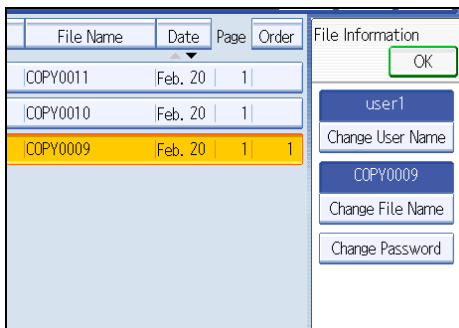 File Name Date Page Order
COPY0011 Feb. 20 1
COPY0010 Feb. 20 1
COPY0009 Feb. 20 1 1
File Information
OK
user1
Change User Name
COPY0009
Change File Name
Change Password